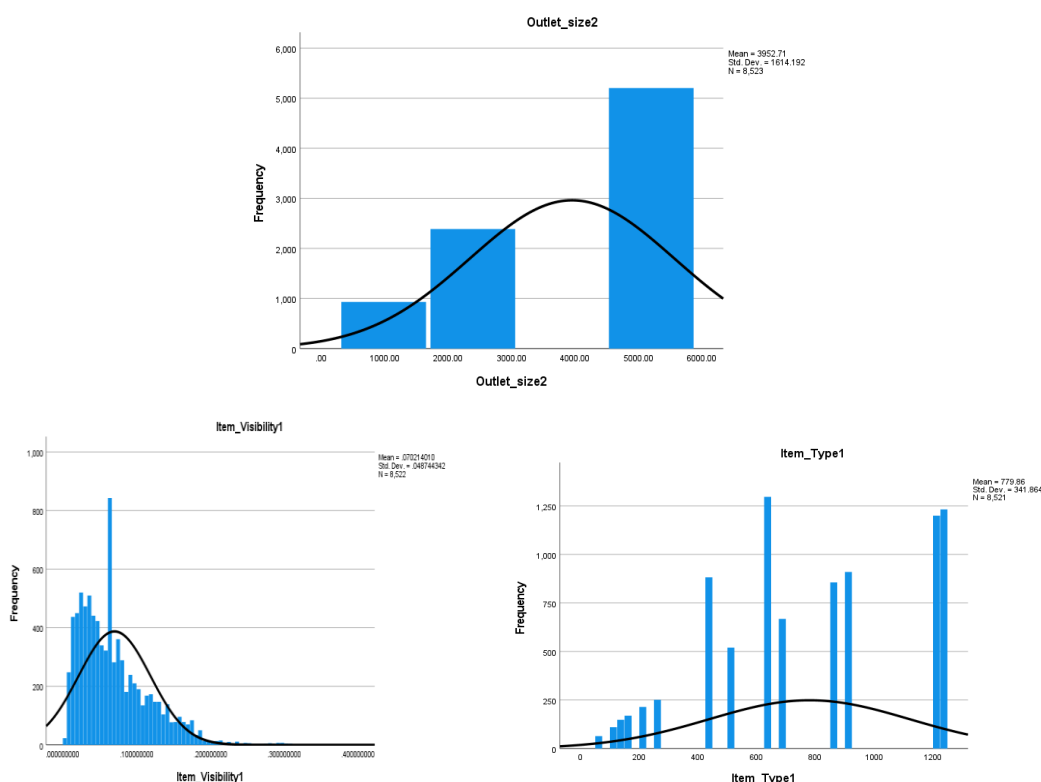 Outlet_size2
Mean = 3952.71
Std. Dev. = 1614.192
N = 8,523
6,000
5,000
4,000
3,000
2,000
1,000
0
Frequency
.00 1000.00 2000.00 3000.00 4000.00 5000.00 6000.00
Outlet_size2
Item_Visibility1
Mean = .070214010
Std. Dev. = .048744342
N = 8,522
1,000
800
600
400
200
0
Frequency
.000000000 .100000000 .200000000 .300000000 .400000000
Item_Visibility1
Item_Type1
Mean = 779.86
Std. Dev. = 341.864
N = 8,521
1,250
1,000
750
500
250
0
Frequency
0 200 400 600 800 1000 1200
Item_Type1